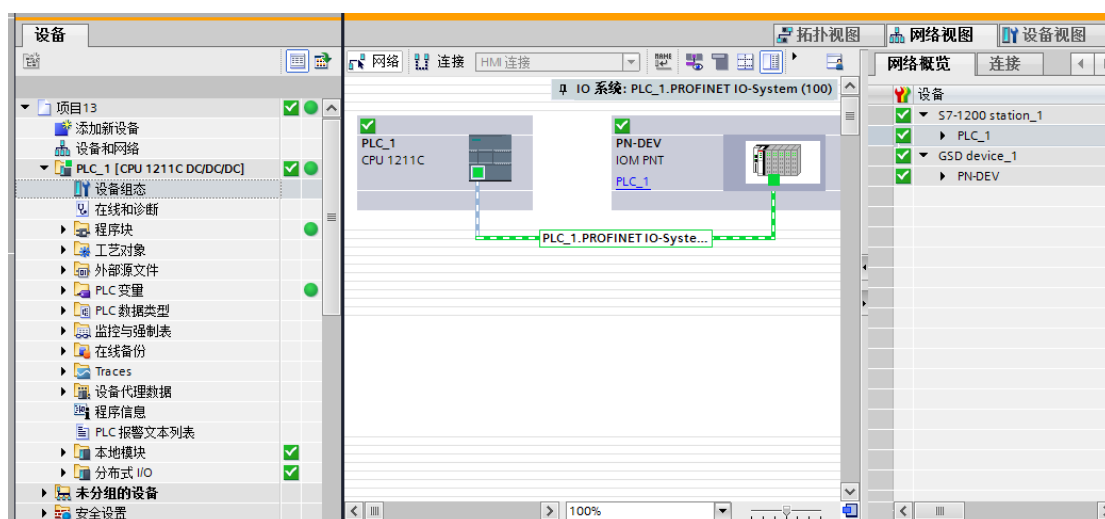 设备
项目13
添加新设备
设备和网络
PLC_1 [CPU 1211C DC/DC/DC]
设备组态
在线和诊断
程序块
工艺对象
外部源文件
PLC 变量
PLC 数据类型
监控与强制表
在线备份
Traces
设备代理数据
程序信息
PLC 报警文本列表
本地模块
分布式 I/O
未分组的设备
安全设置
拓扑视图
网络视图
设备视图
网络
连接
HMI 连接
IO 系统: PLC_1.PROFINET IO-System (100)
PLC_1
CPU 1211C
PN-DEV
IOM PNT
PLC_1
PLC_1.PROFINET IO-Syste...
100%
网络概览
连接
设备
S7-1200 station_1
PLC_1
GSD device_1
PN-DEV